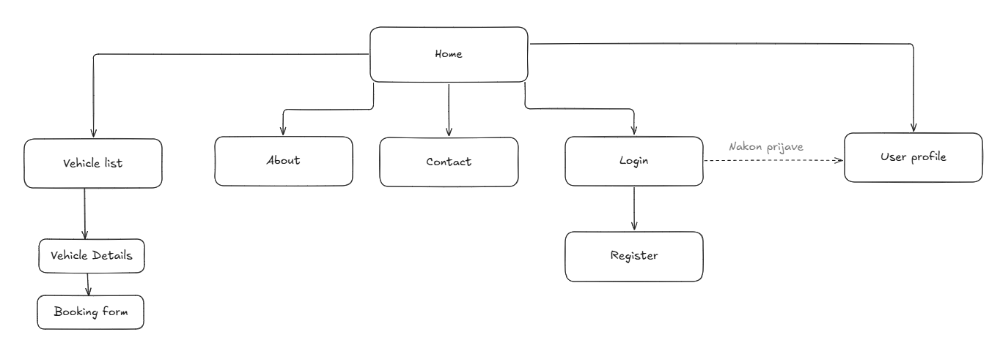 Home
Vehicle list
About
Contact
Login
Nakon prijave
User profile
Vehicle Details
Register
Booking form